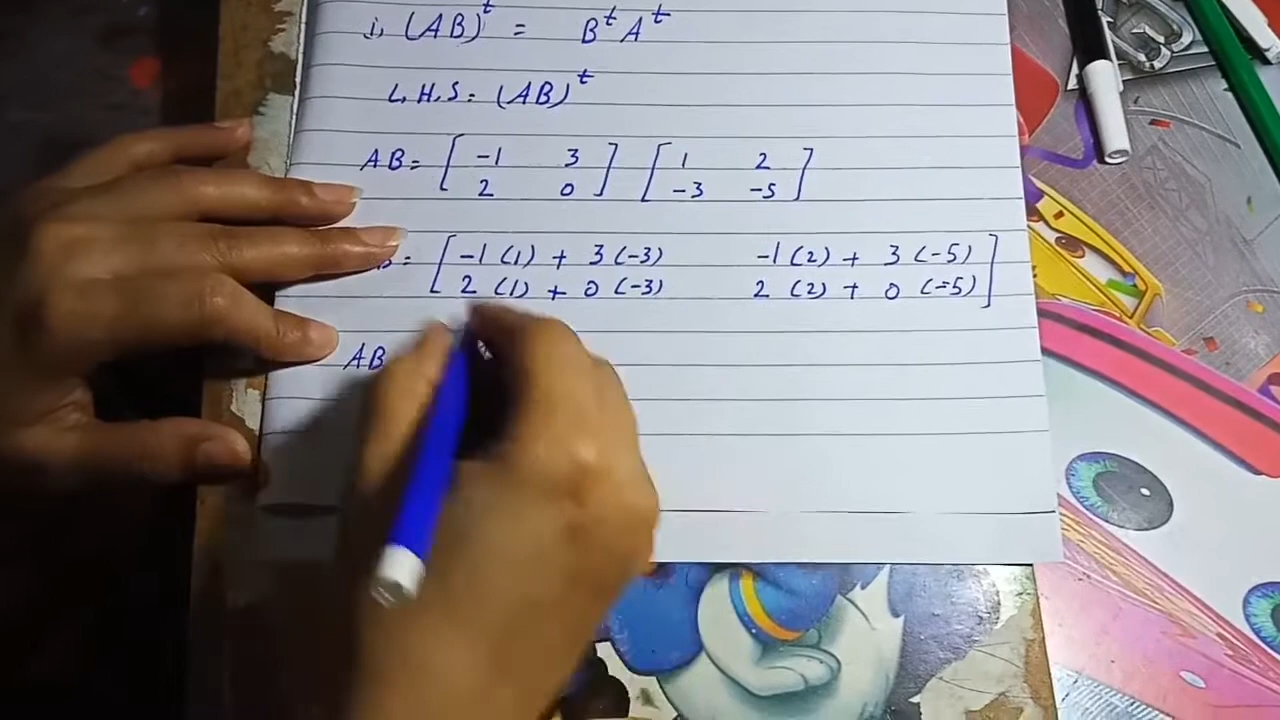 i, (AB)^t = B^t A^t
L.H.S = (AB)^t
AB = [ -1 3 ] [ 1 2 ]
2 0 -3 -5
= [ -1 (1) + 3 (-3) -1 (2) + 3 (-5) ]
2 (1) + 0 (-3) 2 (2) + 0 (-5)
AB